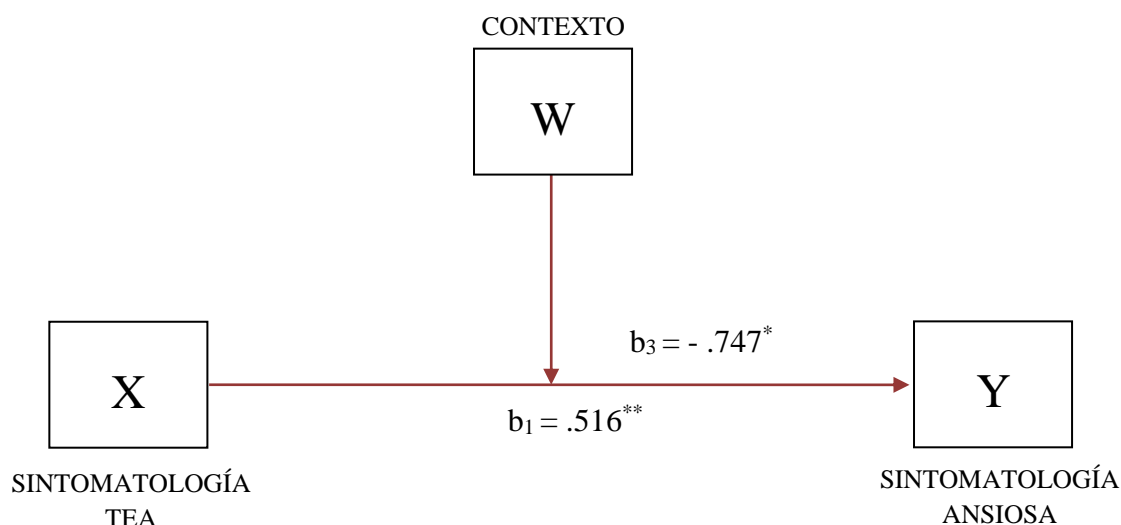 CONTEXTO
W
b₃ = - .747*
X
Y
b₁ = .516**
SINTOMATOLOGÍA
TEA
SINTOMATOLOGÍA
ANSIOSA